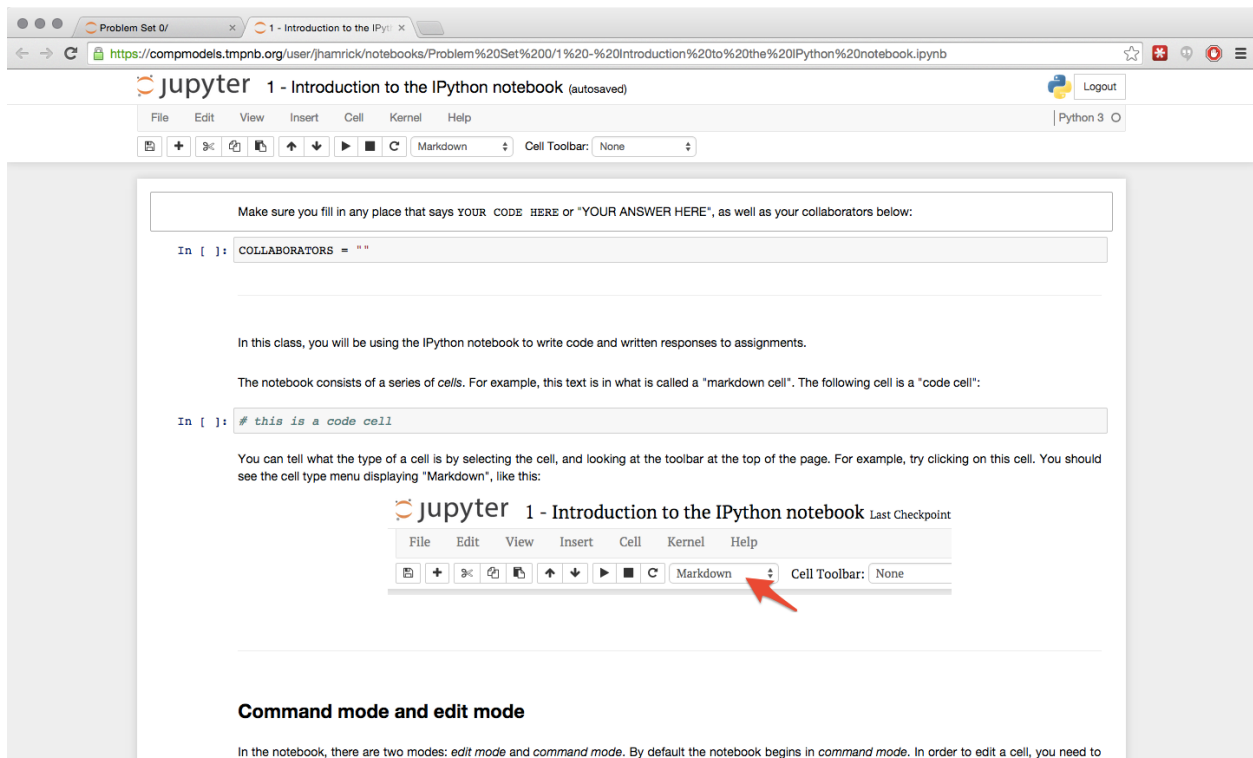 Problem Set 0/
1 - Introduction to the IPyt
https://compmodels.tmpnb.org/user/jhamrick/notebooks/Problem%20Set%200/1%20-%20Introduction%20to%20the%20IPython%20notebook.ipynb
jupyter 1 - Introduction to the IPython notebook (autosaved)
Logout
File Edit View Insert Cell Kernel Help
Python 3
Markdown Cell Toolbar: None
Make sure you fill in any place that says YOUR CODE HERE or "YOUR ANSWER HERE", as well as your collaborators below:
In [ ]: COLLABORATORS = ""
In this class, you will be using the IPython notebook to write code and written responses to assignments.
The notebook consists of a series of cells. For example, this text is in what is called a "markdown cell". The following cell is a "code cell":
In [ ]: # this is a code cell
You can tell what the type of a cell is by selecting the cell, and looking at the toolbar at the top of the page. For example, try clicking on this cell. You should
see the cell type menu displaying "Markdown", like this:
jupyter 1 - Introduction to the IPython notebook Last Checkpoint
File Edit View Insert Cell Kernel Help
Markdown Cell Toolbar: None
Command mode and edit mode
In the notebook, there are two modes: edit mode and command mode. By default the notebook begins in command mode. In order to edit a cell, you need to